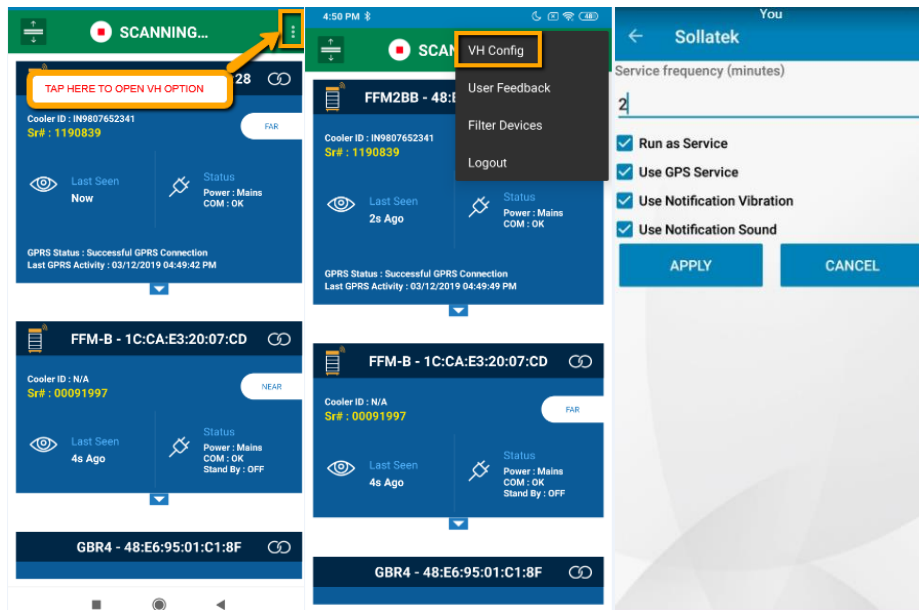 SCANNING...
TAP HERE TO OPEN VH OPTION
28
Cooler ID : IN9807652341
FAR
Sr# : 1190839
Last Seen
Now
Status
Power : Mains
COM : OK
GPRS Status : Successful GPRS Connection
Last GPRS Activity : 03/12/2019 04:49:42 PM
FFM-B - 1C:CA:E3:20:07:CD
Cooler ID : N/A
NEAR
Sr# : 00091997
Last Seen
4s Ago
Status
Power : Mains
COM : OK
Stand By : OFF
GBR4 - 48:E6:95:01:C1:8F
4:50 PM
48
SCAN
VH Config
User Feedback
Filter Devices
Logout
FFM2BB - 48:E
Cooler ID : IN9807652341
Sr# : 1190839
Last Seen
2s Ago
Status
Power : Mains
COM : OK
GPRS Status : Successful GPRS Connection
Last GPRS Activity : 03/12/2019 04:49:49 PM
FFM-B - 1C:CA:E3:20:07:CD
Cooler ID : N/A
FAR
Sr# : 00091997
Last Seen
4s Ago
Status
Power : Mains
COM : OK
Stand By : OFF
GBR4 - 48:E6:95:01:C1:8F
You
Sollatek
Service frequency (minutes)
2
Run as Service
Use GPS Service
Use Notification Vibration
Use Notification Sound
APPLY
CANCEL